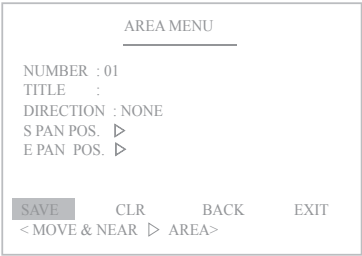 AREA MENU
NUMBER : 01
TITLE :
DIRECTION : NONE
S PAN POS. ▷
E PAN POS. ▷
SAVE CLR BACK EXIT
< MOVE & NEAR ▷ AREA>